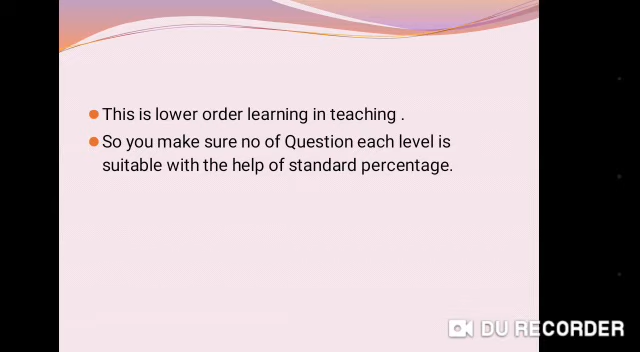 This is lower order learning in teaching .
So you make sure no of Question each level is
suitable with the help of standard percentage.
DU RECORDER